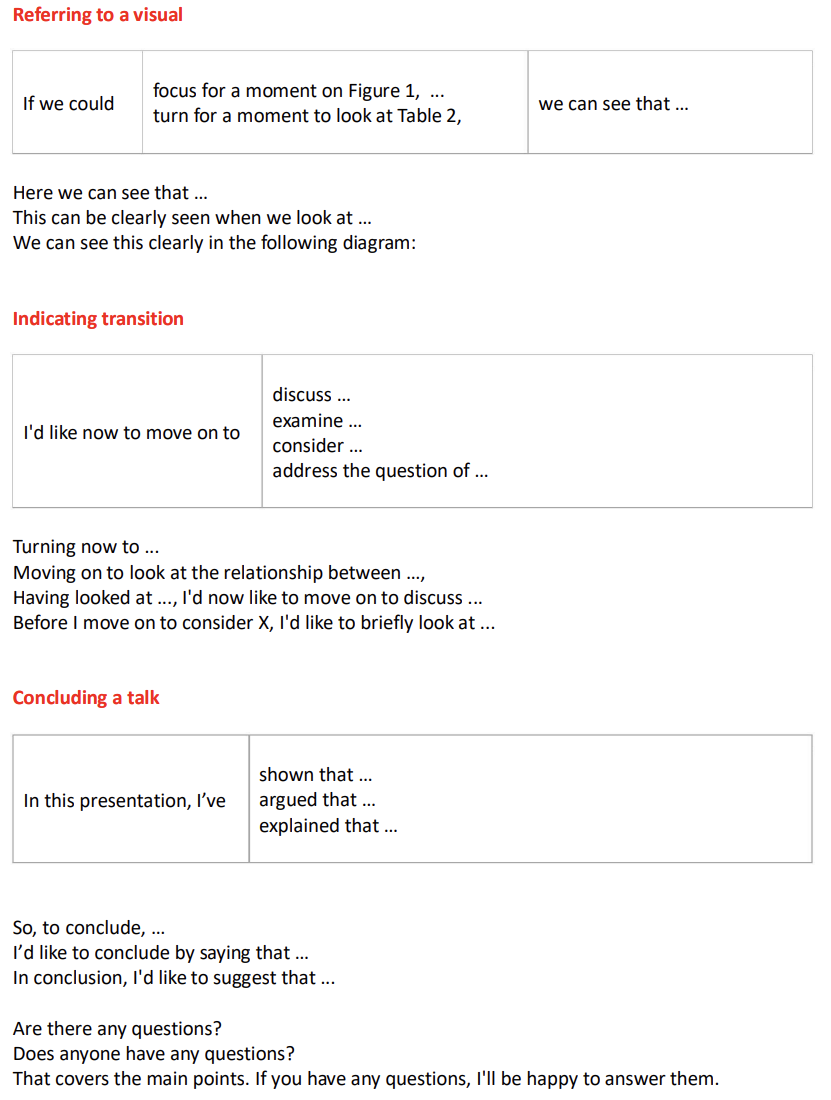 Referring to a visual
If we could
focus for a moment on Figure 1,  ...
turn for a moment to look at Table 2,
we can see that ...
Here we can see that ...
This can be clearly seen when we look at ...
We can see this clearly in the following diagram:
Indicating transition
I'd like now to move on to
discuss ...
examine ...
consider ...
address the question of ...
Turning now to ...
Moving on to look at the relationship between ...,
Having looked at ..., I'd now like to move on to discuss ...
Before I move on to consider X, I'd like to briefly look at ...
Concluding a talk
In this presentation, I’ve
shown that ...
argued that ...
explained that ...
So, to conclude, ...
I’d like to conclude by saying that ...
In conclusion, I'd like to suggest that ...
Are there any questions?
Does anyone have any questions?
That covers the main points. If you have any questions, I'll be happy to answer them.